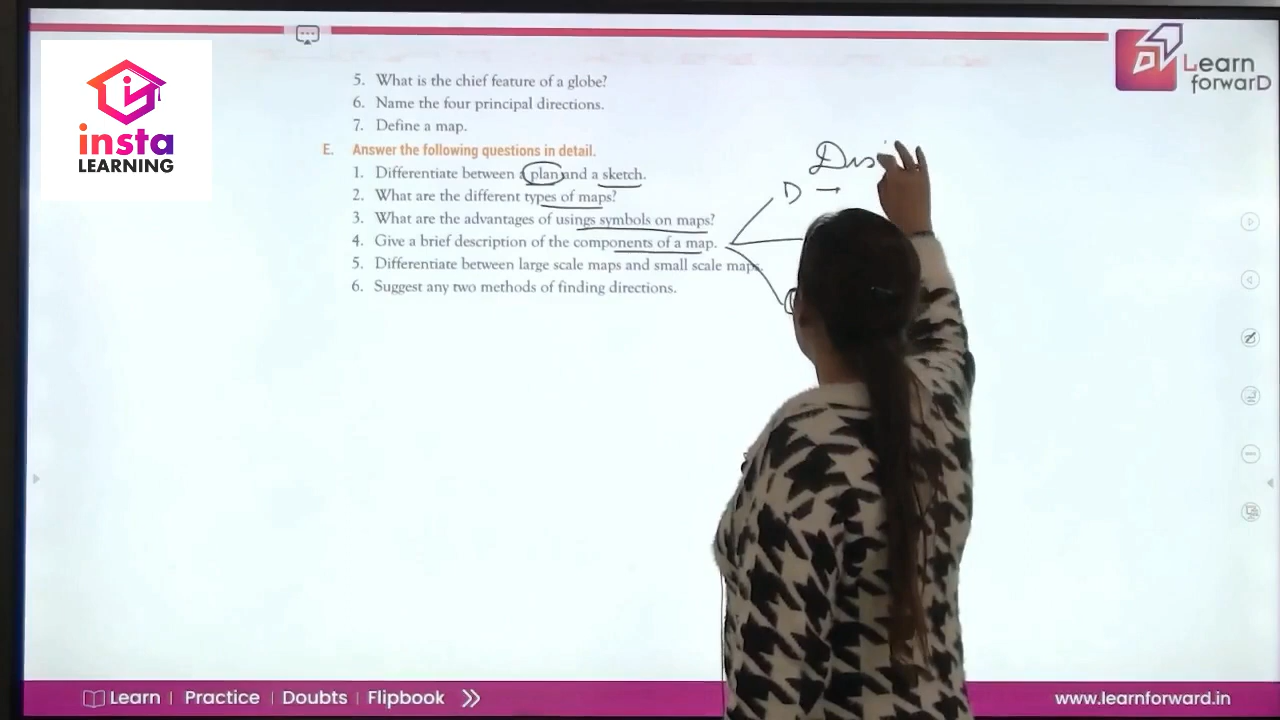 insta
LEARNING
Learn
forwarD
5. What is the chief feature of a globe?
6. Name the four principal directions.
7. Define a map.
E. Answer the following questions in detail.
1. Differentiate between a plan and a sketch.
2. What are the different types of maps?
3. What are the advantages of usings symbols on maps?
4. Give a brief description of the components of a map.
5. Differentiate between large scale maps and small scale maps.
6. Suggest any two methods of finding directions.
D →
Learn | Practice | Doubts | Flipbook
www.learnforward.in